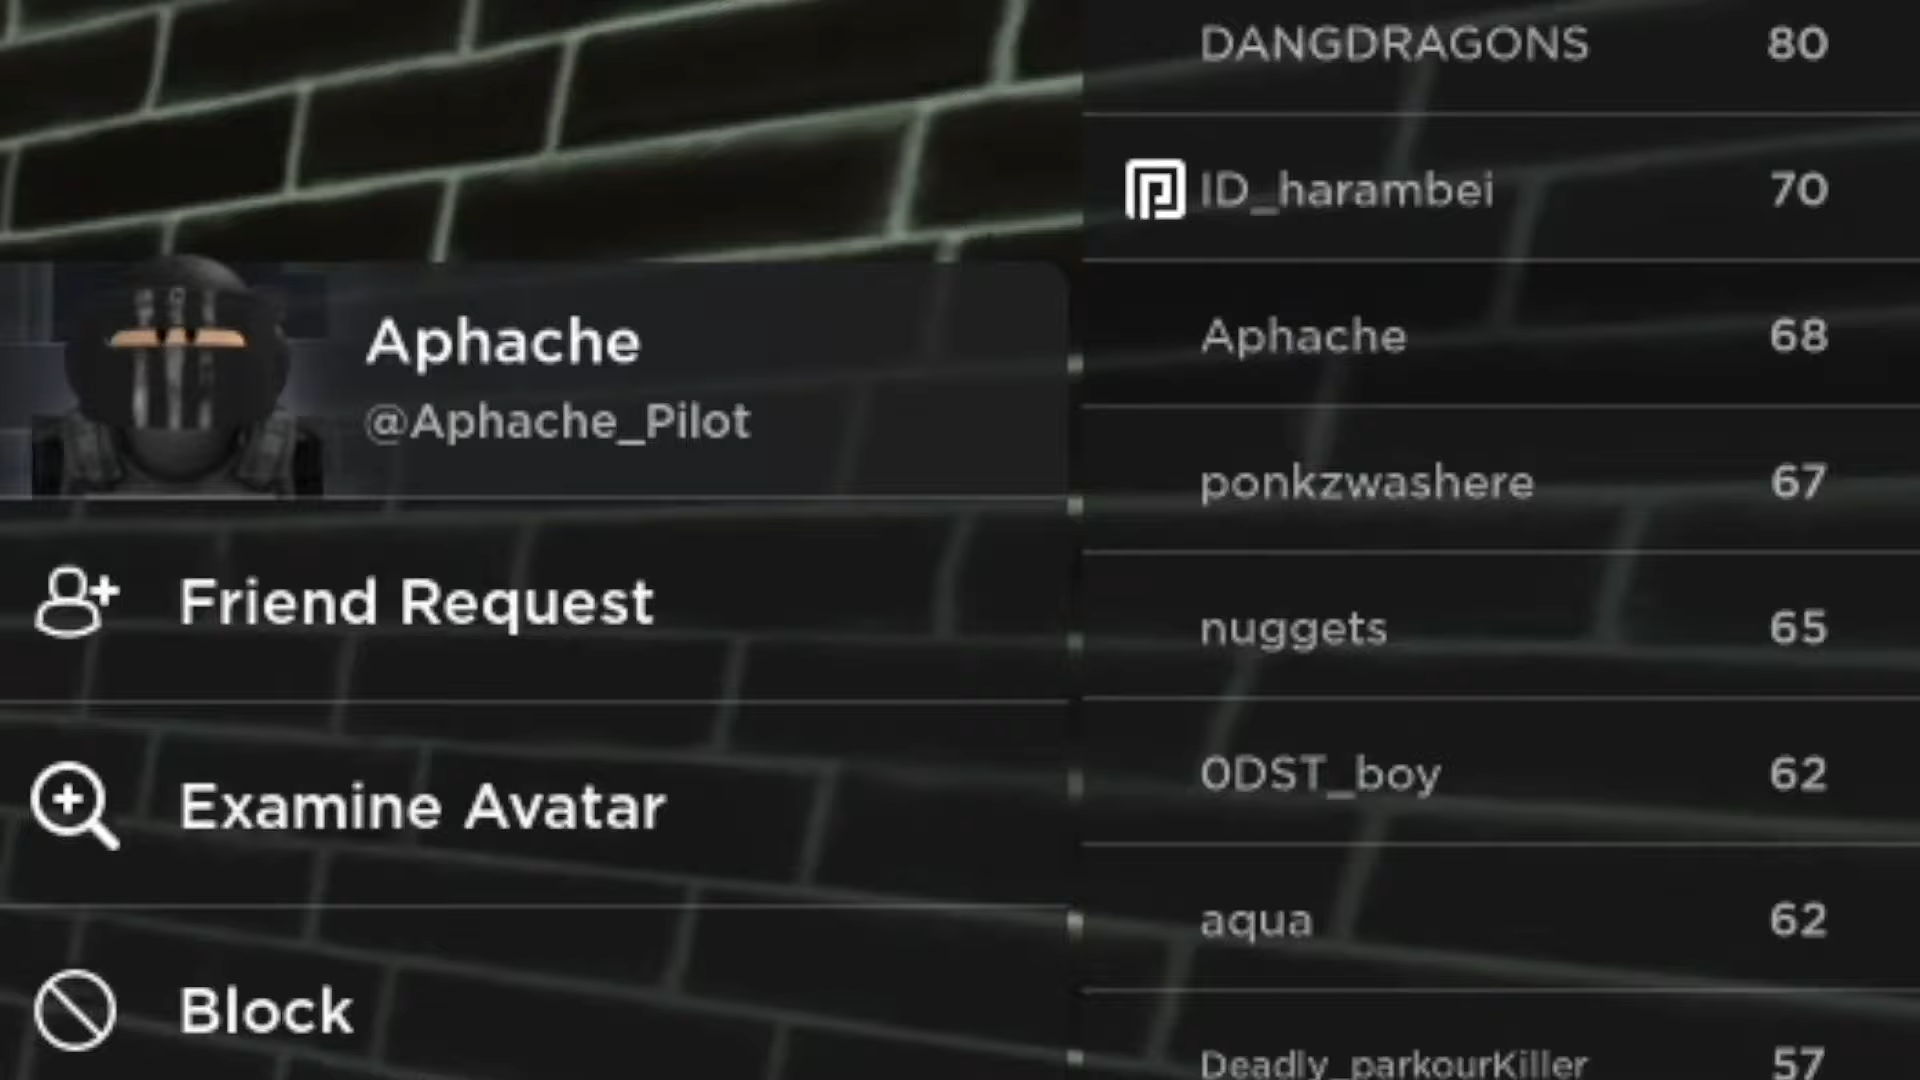 Aphache
@Aphache_Pilot
Friend Request
Examine Avatar
Block
DANGDRAGONS 80
ID_harambei 70
Aphache 68
ponkzwashere 67
nuggets 65
0DST_boy 62
aqua 62
Deadly_parkourKiller 57